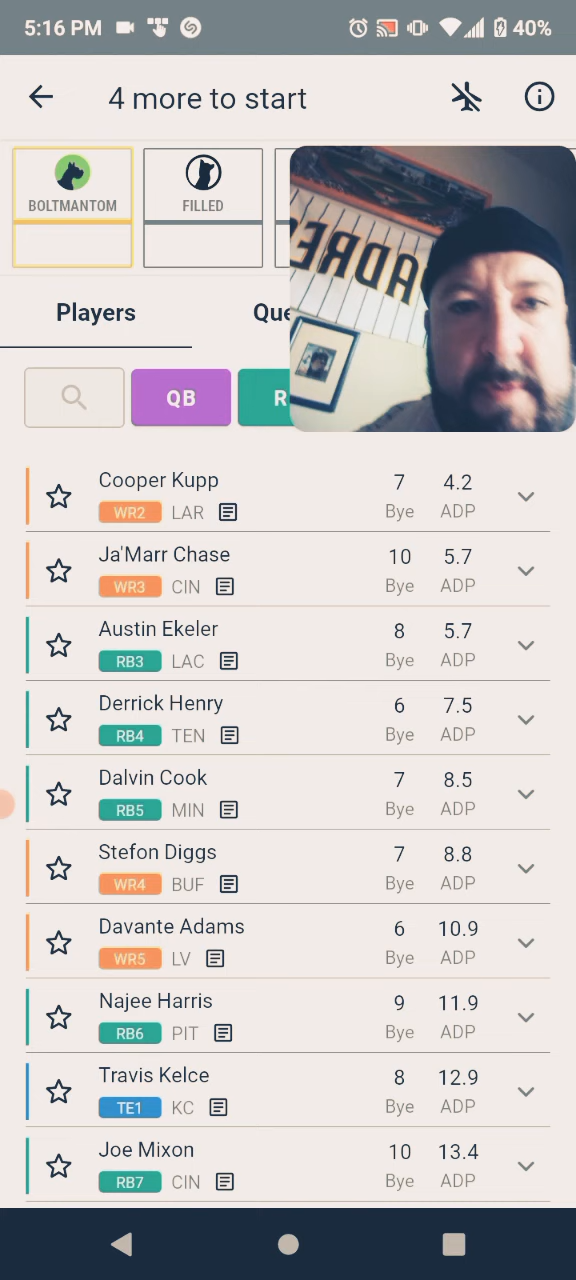 5:16 PM 40%
4 more to start
BOLTMANTOM FILLED
Players Que
QB R
Cooper Kupp 7 4.2
WR2 LAR Bye ADP
Ja'Marr Chase 10 5.7
WR3 CIN Bye ADP
Austin Ekeler 8 5.7
RB3 LAC Bye ADP
Derrick Henry 6 7.5
RB4 TEN Bye ADP
Dalvin Cook 7 8.5
RB5 MIN Bye ADP
Stefon Diggs 7 8.8
WR4 BUF Bye ADP
Davante Adams 6 10.9
WR5 LV Bye ADP
Najee Harris 9 11.9
RB6 PIT Bye ADP
Travis Kelce 8 12.9
TE1 KC Bye ADP
Joe Mixon 10 13.4
RB7 CIN Bye ADP